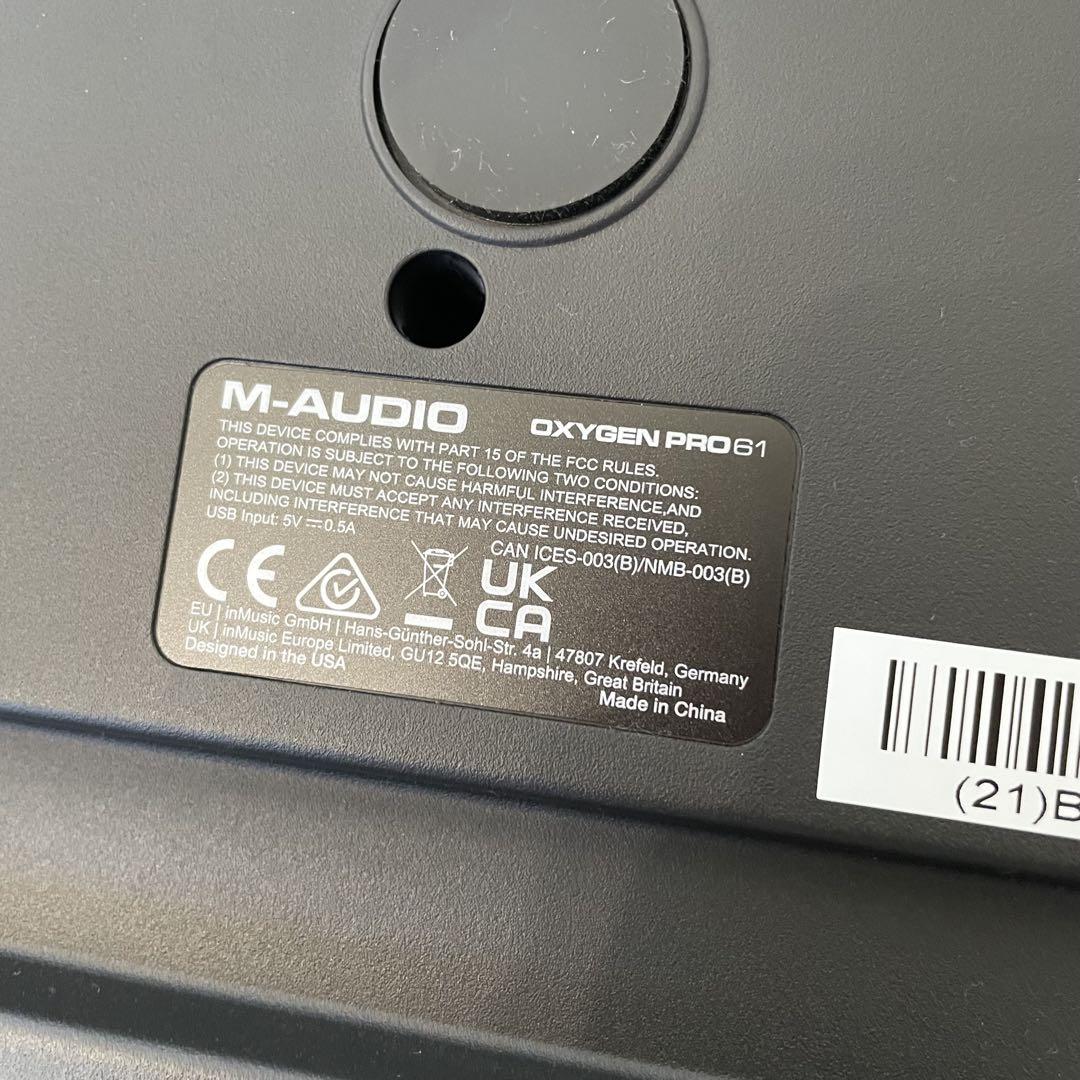 M-AUDIO OXYGEN PRO 61
THIS DEVICE COMPLIES WITH PART 15 OF THE FCC RULES.
OPERATION IS SUBJECT TO THE FOLLOWING TWO CONDITIONS:
(1) THIS DEVICE MAY NOT CAUSE HARMFUL INTERFERENCE,AND
(2) THIS DEVICE MUST ACCEPT ANY INTERFERENCE RECEIVED,
INCLUDING INTERFERENCE THAT MAY CAUSE UNDESIRED OPERATION.
USB Input: 5V ⎓ 0.5A
CAN ICES-003(B)/NMB-003(B)
CE
UK
CA
EU | inMusic GmbH | Hans-Günther-Sohl-Str. 4a | 47807 Krefeld, Germany
UK | inMusic Europe Limited, GU12 5QE, Hampshire, Great Britain
Designed in the USA
Made in China
(21)B